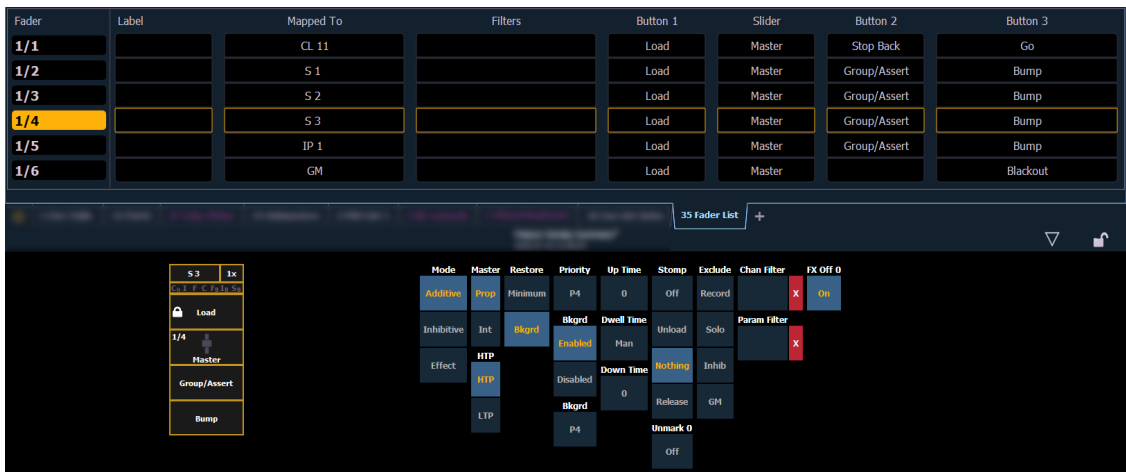 Fader Label Mapped To Filters Button 1 Slider Button 2 Button 3
1/1 CL 11 Load Master Stop Back Go
1/2 S 1 Load Master Group/Assert Bump
1/3 S 2 Load Master Group/Assert Bump
1/4 S 3 Load Master Group/Assert Bump
1/5 IP 1 Load Master Group/Assert Bump
1/6 GM Load Master Blackout
35 Fader List +
S 3 1x
Load
1/4
Master
Group/Assert
Bump
Mode Master Restore Priority Up Time Stomp Exclude Chan Filter FX Off 0
Additive Prop Minimum P4 0 Off Record X On
Bkgrd Dwell Time Param Filter
Inhibitive Int Bkgrd Enabled Man Unload Solo X
HTP Down Time
Effect HTP Disabled 0 Nothing Inhib
Bkgrd
LTP P4 Release GM
Unmark 0
Off